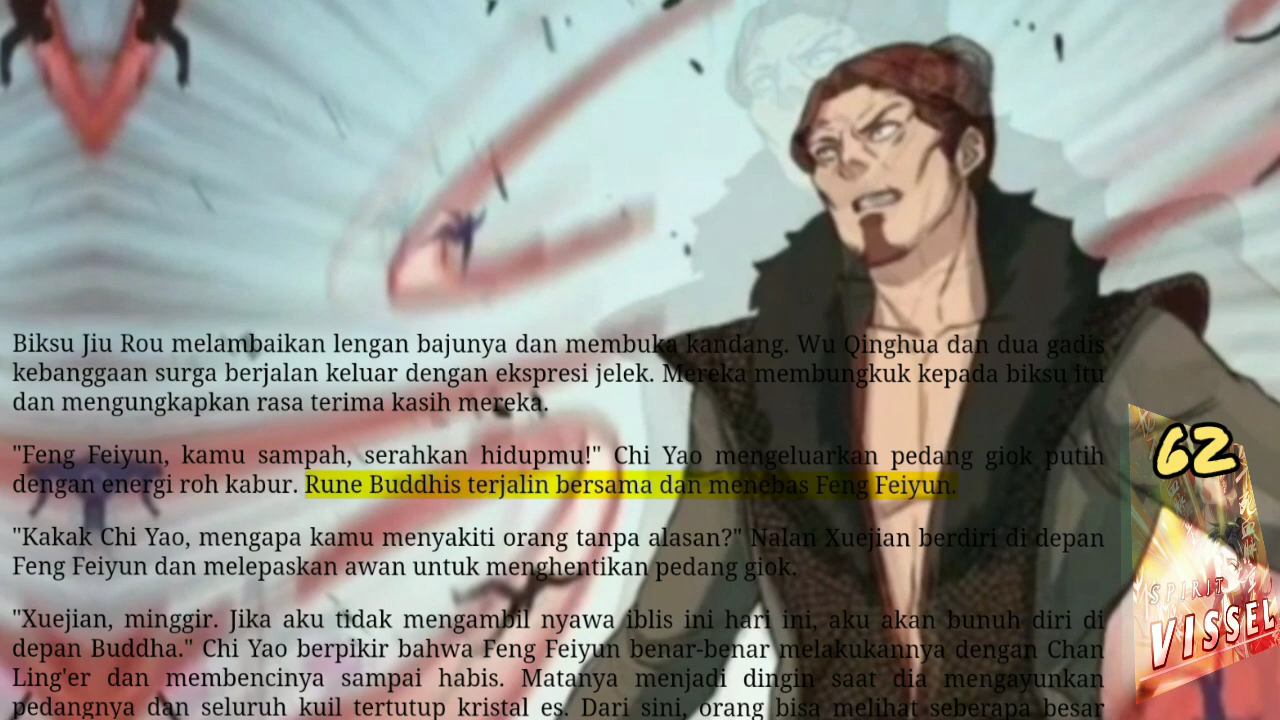 Biksu Jiu Rou melambaikan lengan bajunya dan membuka kandang. Wu Qinghua dan dua gadis
kebanggaan surga berjalan keluar dengan ekspresi jelek. Mereka membungkuk kepada biksu itu
dan mengungkapkan rasa terima kasih mereka.
"Feng Feiyun, kamu sampah, serahkan hidupmu!" Chi Yao mengeluarkan pedang giok putih
dengan energi roh kabur. Rune Buddhis terjalin bersama dan menebas Feng Feiyun.
"Kakak Chi Yao, mengapa kamu menyakiti orang tanpa alasan?" Nalan Xuejian berdiri di depan
Feng Feiyun dan melepaskan awan untuk menghentikan pedang giok.
"Xuejian, minggir. Jika aku tidak mengambil nyawa iblis ini hari ini, aku akan bunuh diri di
depan Buddha." Chi Yao berpikir bahwa Feng Feiyun benar-benar melakukannya dengan Chan
Ling'er dan membencinya sampai habis. Matanya menjadi dingin saat dia mengayunkan
pedangnya dan seluruh kuil tertutup kristal es. Dari sini, orang bisa melihat seberapa besar
62
SPIRIT
VISSEL